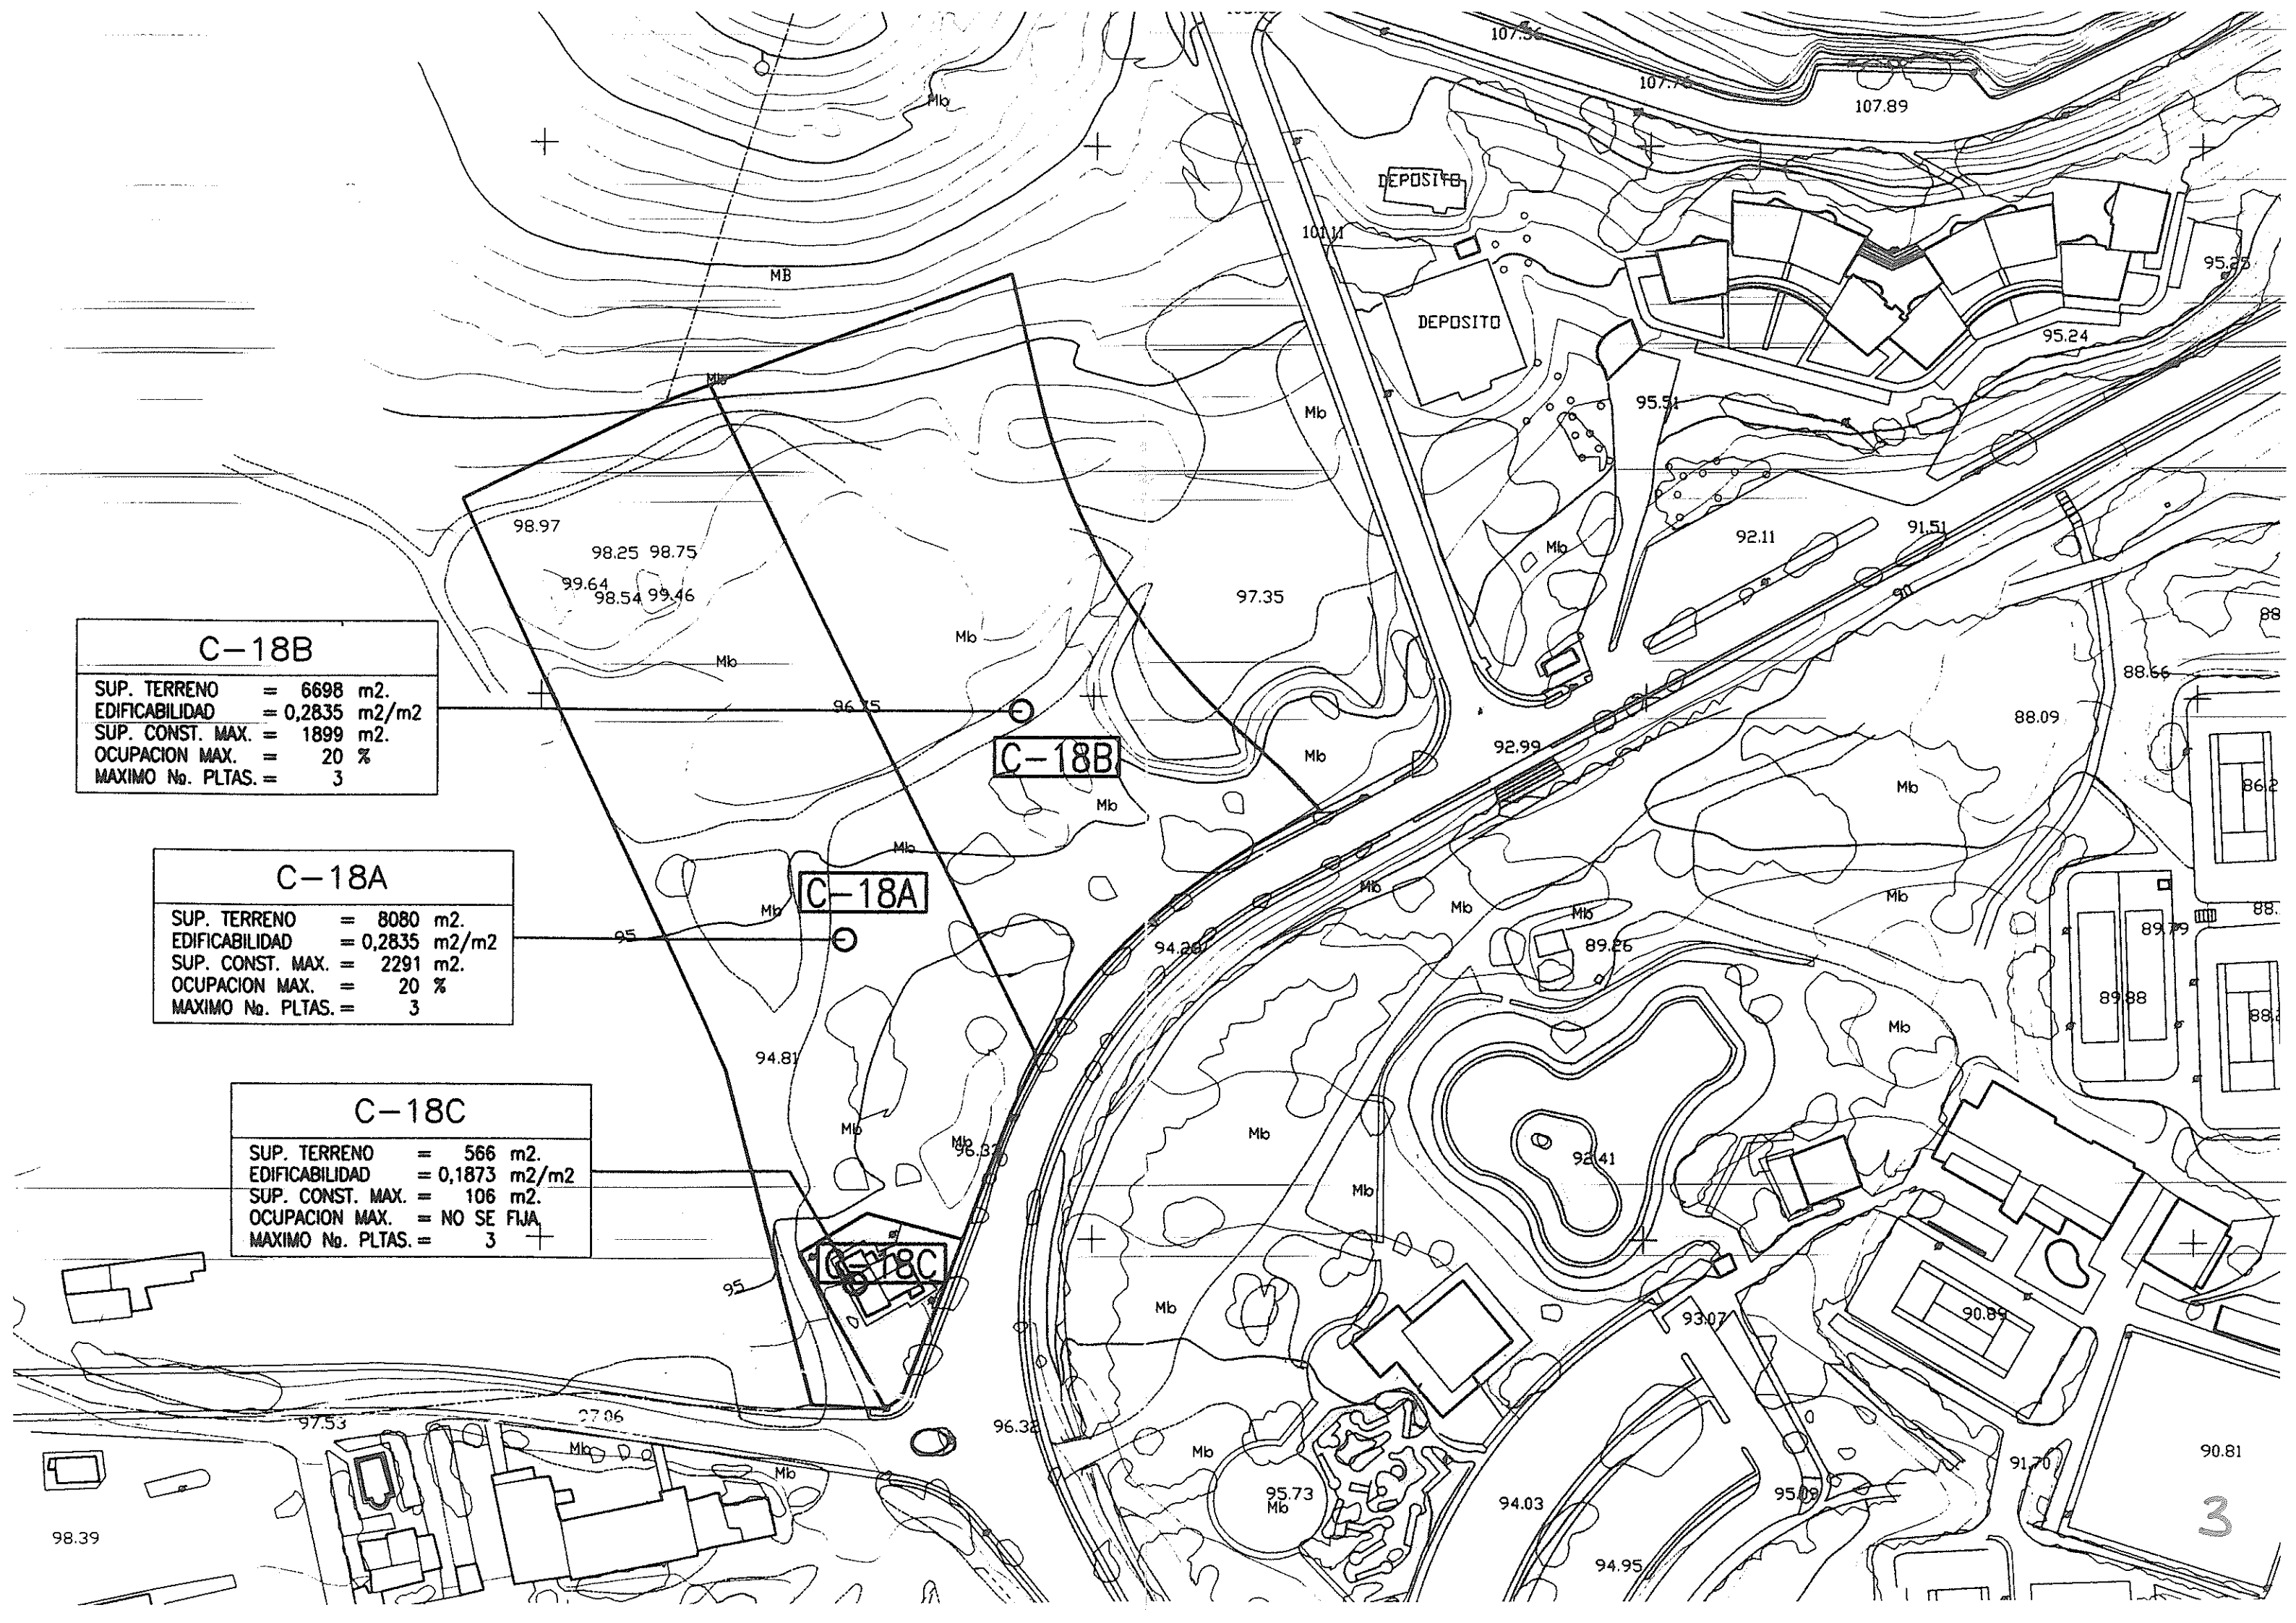 107.56
107.76
107.89
Mb
DEPOSITO
101.11
MB
95.25
DEPOSITO
95.24
Mb
Mb
95.51
98.97
98.25 98.75
99.64
98.54 99.46
92.11
91.51
Mb
97.35
Mb
Mb
88.66
88.09
96.75
C-18B
SUP. TERRENO = 6698 m2.
EDIFICABILIDAD = 0,2835 m2/m2
SUP. CONST. MAX. = 1899 m2.
OCUPACION MAX. = 20 %
MAXIMO Nº. PLTAS. = 3
C-18B
92.99
Mb
Mb
Mb
86.2
Mb
C-18A
SUP. TERRENO = 8080 m2.
EDIFICABILIDAD = 0,2835 m2/m2
SUP. CONST. MAX. = 2291 m2.
OCUPACION MAX. = 20 %
MAXIMO Nº. PLTAS. = 3
C-18A
Mb
95
Mb
Mb
Mb
Mb
88.
94.28
89.26
89.79
89.88
88.
Mb
94.81
C-18C
SUP. TERRENO = 566 m2.
EDIFICABILIDAD = 0,1873 m2/m2
SUP. CONST. MAX. = 106 m2.
OCUPACION MAX. = NO SE FIJA
MAXIMO Nº. PLTAS. = 3
Mb
Mb
96.32
Mb
92.41
Mb
C-18C
95
Mb
93.07
90.89
97.53
97.06
96.32
Mb
Mb
Mb
95.73
Mb
94.03
95.09
91.70
90.81
98.39
94.95
3